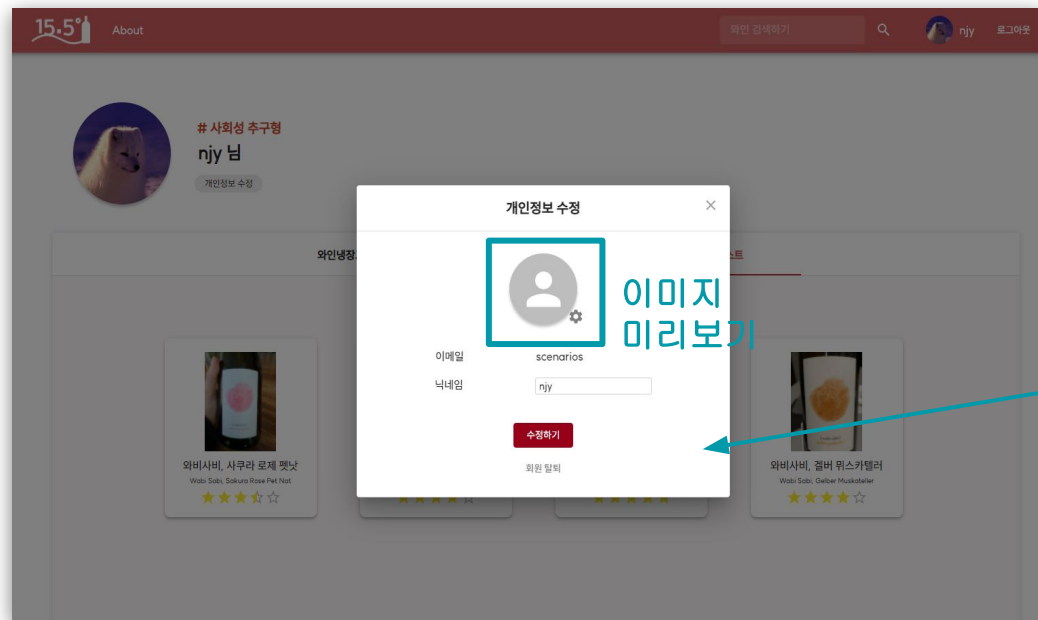 15.5°
About
와인 검색하기
njy
로그아웃
# 사회성 추구형
njy 님
개인정보 수정
개인정보 수정
와인냉장
스트
이미지
미리보기
이메일
scenarios
닉네임
njy
수정하기
회원 탈퇴
와비사비, 사쿠라 로제 펫낫
Wabi Sabi, Sakura Rose Pet Nat
와비사비, 겔버 뮈스카텔러
Wabi Sabi, Gelber Muskateller